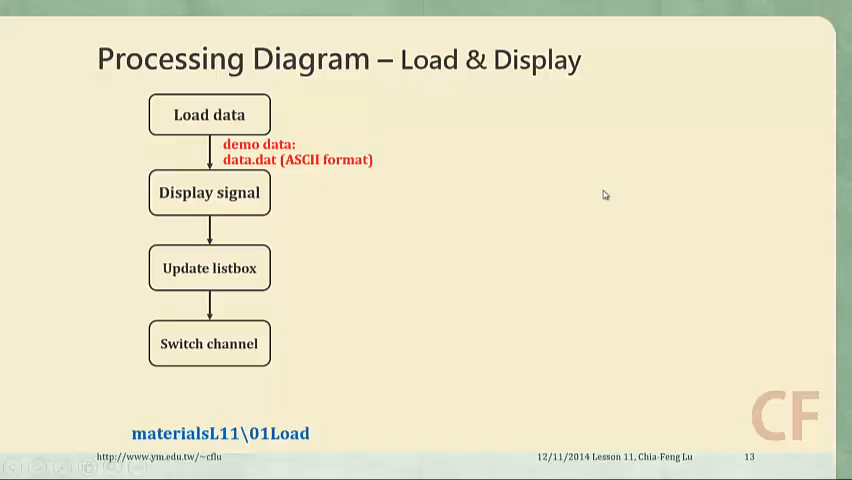 Processing Diagram – Load & Display
Load data
demo data:
data.dat (ASCII format)
Display signal
Update listbox
Switch channel
CF
materialsL11\01Load
http://www.ym.edu.tw/~cflu
12/11/2014 Lesson 11, Chia-Feng Lu
13